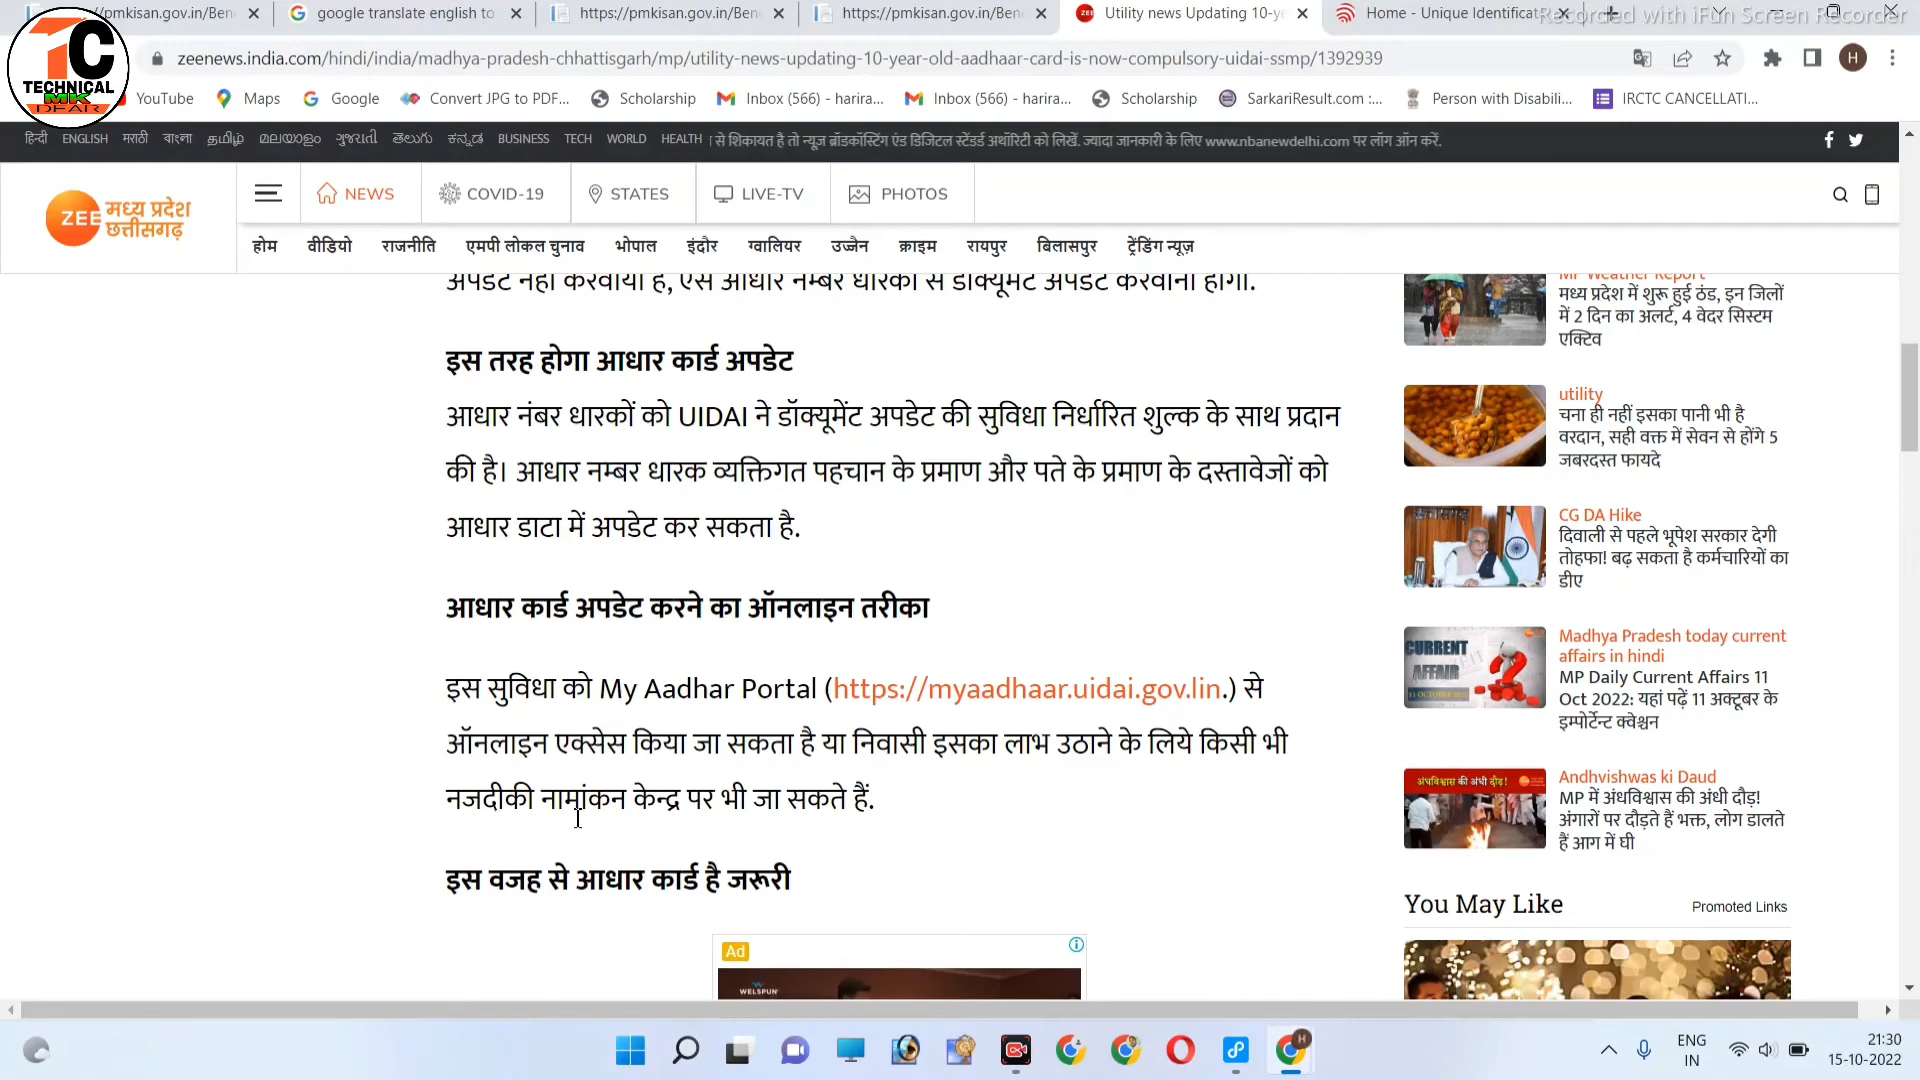 https://pmkisan.gov.in/Ben
google translate english to
https://pmkisan.gov.in/Ben
https://pmkisan.gov.in/Ben
Utility news Updating 10-ye
Home - Unique Identificat
Recorded with iFun Screen Recorder
zeenews.india.com/hindi/india/madhya-pradesh-chhattisgarh/mp/utility-news-updating-10-year-old-aadhaar-card-is-now-compulsory-uidai-ssmp/1392939
H
TC
TECHNICAL
MK
DEAR
YouTube
Maps
Google
Convert JPG to PDF...
Scholarship
Inbox (566) - harira...
Inbox (566) - harira...
Scholarship
SarkariResult.com :...
Person with Disabili...
IRCTC CANCELLATI...
हिन्दी ENGLISH मराठी বাংলা தமிழ் മലയാളം ગુજરાતી తెలుగు ಕನ್ನಡ BUSINESS TECH WORLD HEALTH
से शिकायत है तो न्यूज़ ब्रॉडकॉस्टिंग एंड डिजिटल स्टेंडर्ड अथॉरिटी को लिखें. ज्यादा जानकारी के लिए www.nbanewdelhi.com पर लॉग ऑन करें.
ZEE मध्य प्रदेश
छत्तीसगढ़
NEWS
COVID-19
STATES
LIVE-TV
PHOTOS
होम वीडियो राजनीति एमपी लोकल चुनाव भोपाल इंदौर ग्वालियर उज्जैन क्राइम रायपुर बिलासपुर ट्रेंडिंग न्यूज़
अपडेट नहीं करवाया है, ऐसे आधार नम्बर धारकों से डॉक्यूमेंट अपडेट करवाना होगा.
इस तरह होगा आधार कार्ड अपडेट
आधार नंबर धारकों को UIDAI ने डॉक्यूमेंट अपडेट की सुविधा निर्धारित शुल्क के साथ प्रदान
की है। आधार नम्बर धारक व्यक्तिगत पहचान के प्रमाण और पते के प्रमाण के दस्तावेजों को
आधार डाटा में अपडेट कर सकता है.
आधार कार्ड अपडेट करने का ऑनलाइन तरीका
इस सुविधा को My Aadhar Portal (https://myaadhaar.uidai.gov.lin.) से
ऑनलाइन एक्सेस किया जा सकता है या निवासी इसका लाभ उठाने के लिये किसी भी
नजदीकी नामांकन केन्द्र पर भी जा सकते हैं.
इस वजह से आधार कार्ड है जरूरी
Ad
WELSPUN
MP Weather Report
मध्य प्रदेश में शुरू हुई ठंड, इन जिलों
में 2 दिन का अलर्ट, 4 वेदर सिस्टम
एक्टिव
utility
चना ही नहीं इसका पानी भी है
वरदान, सही वक्त में सेवन से होंगे 5
जबरदस्त फायदे
CG DA Hike
दिवाली से पहले भूपेश सरकार देगी
तोहफा! बढ़ सकता है कर्मचारियों का
डीए
CURRENT
AFFAIR
11 OCTOBER 2022
Madhya Pradesh today current
affairs in hindi
MP Daily Current Affairs 11
Oct 2022: यहां पढ़ें 11 अक्टूबर के
इम्पोर्टेन्ट क्वेश्चन
अंधविश्वास की अंधी दौड़!
Andhvishwas ki Daud
MP में अंधविश्वास की अंधी दौड़!
अंगारों पर दौड़ते हैं भक्त, लोग डालते
हैं आग में घी
You May Like
Promoted Links
ENG
IN
21:30
15-10-2022